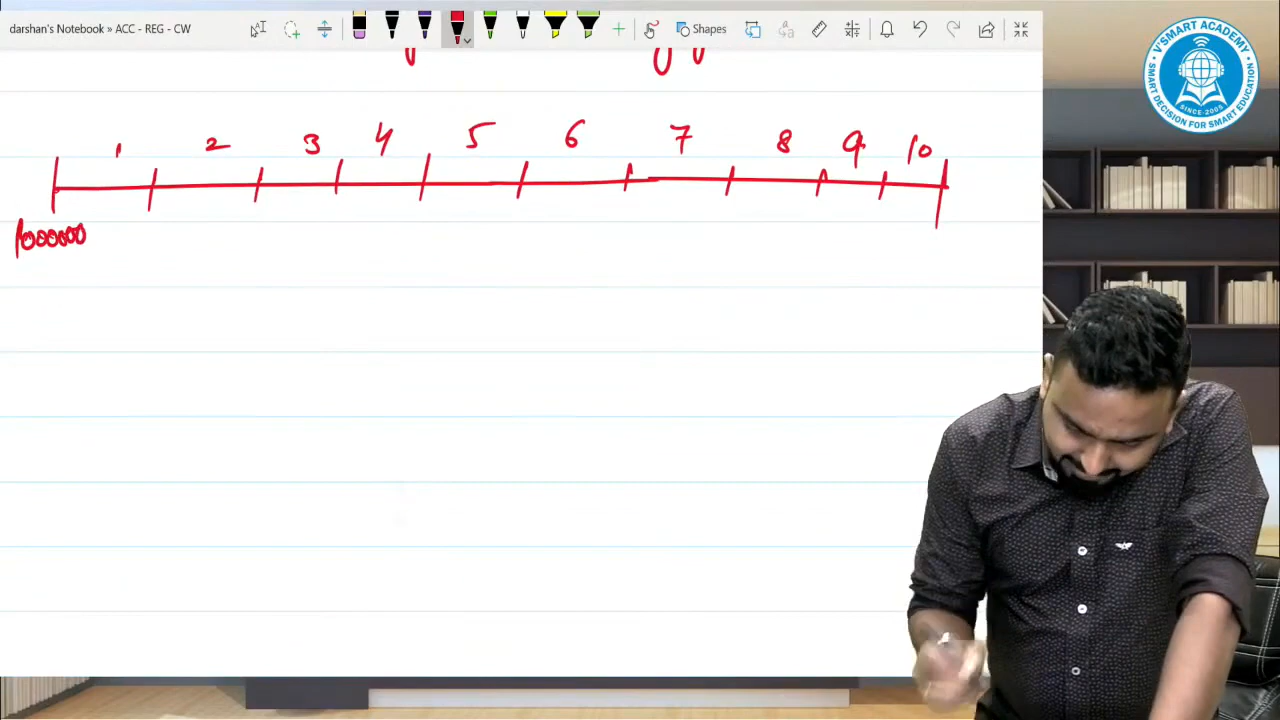 darshan's Notebook » ACC - REG - CW
Shapes
1 2 3 4 5 6 7 8 9 10
1000000
V'SMART ACADEMY
SMART DECISION FOR SMART EDUCATION
SINCE-2005